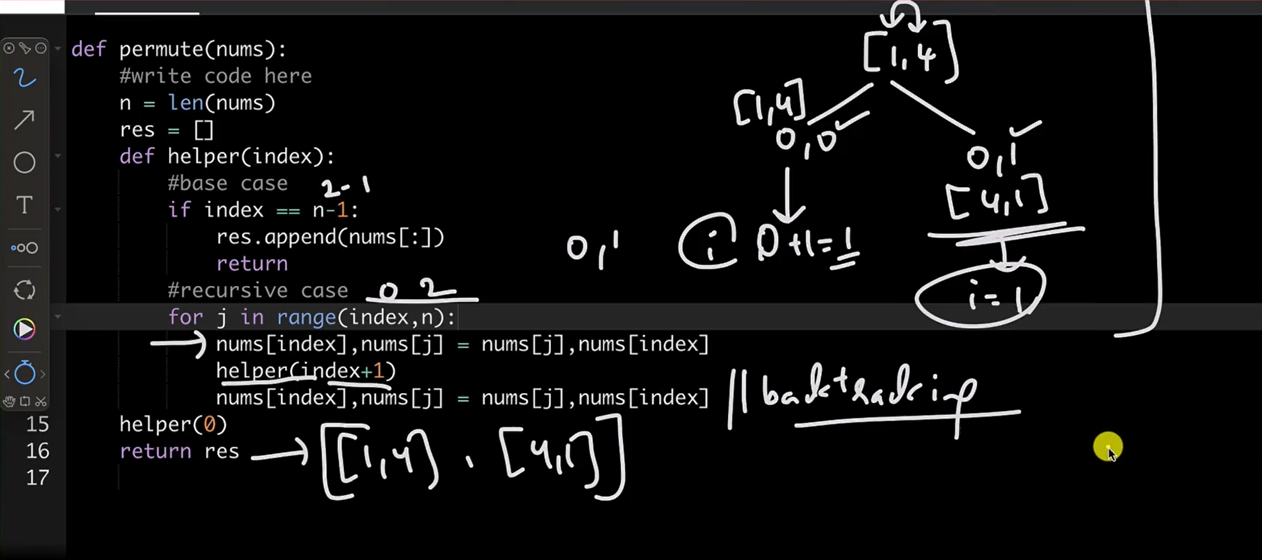 def permute(nums):
#write code here
n = len(nums)
res = []
def helper(index):
#base case
2-1
if index == n-1:
res.append(nums[:])
return
#recursive case
0 2
for j in range(index,n):
nums[index],nums[j] = nums[j],nums[index]
helper(index+1)
nums[index],nums[j] = nums[j],nums[index]
15 helper(0)
16 return res
17
[[1,4] , [4,1]]
[1,4]
[1,4]
0,0
0,1
[4,1]
0,1
i 0+1=1
i=1
|| backtracking
T